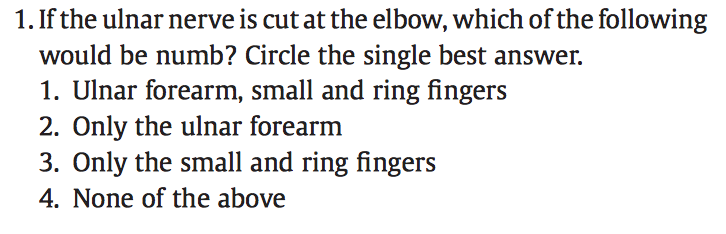 1. If the ulnar nerve is cut at the elbow, which of the following
would be numb? Circle the single best answer.
1. Ulnar forearm, small and ring fingers
2. Only the ulnar forearm
3. Only the small and ring fingers
4. None of the above